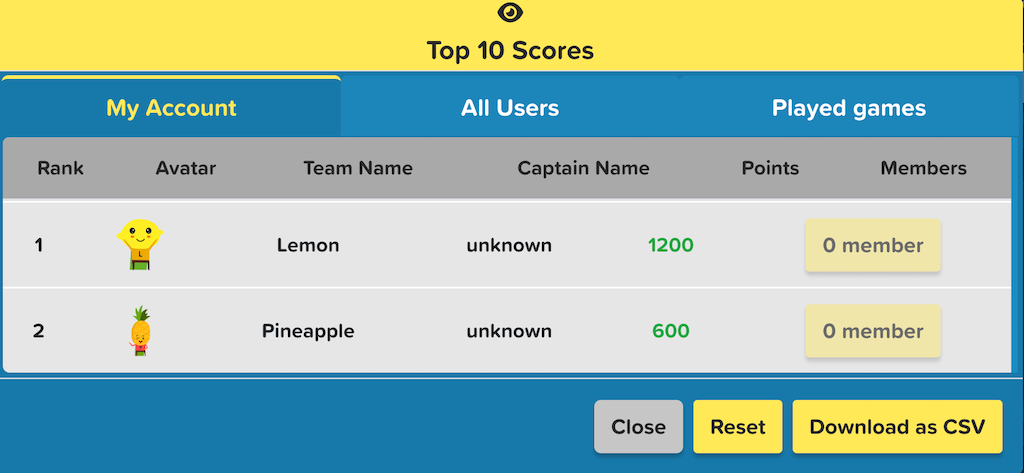 Top 10 Scores
My Account All Users Played games
Rank Avatar Team Name Captain Name Points Members
1 L Lemon unknown 1200 0 member
2 Pineapple unknown 600 0 member
Close Reset Download as CSV